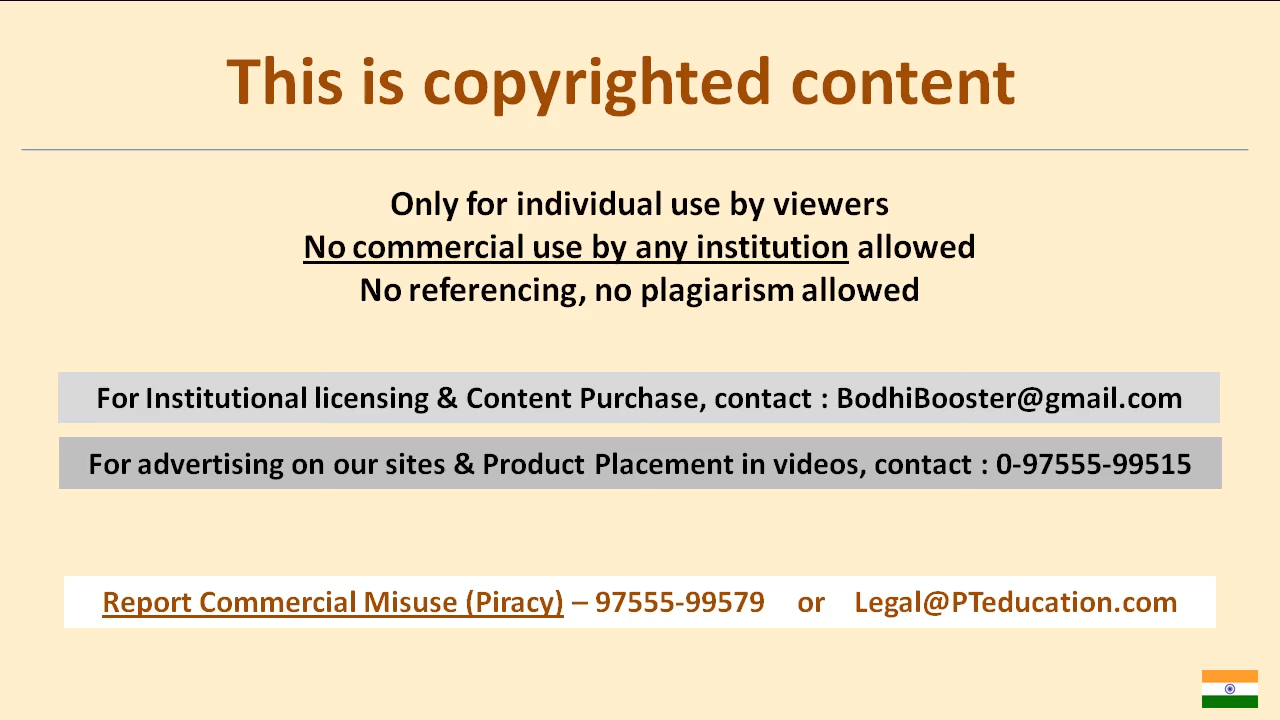 This is copyrighted content
Only for individual use by viewers
No commercial use by any institution allowed
No referencing, no plagiarism allowed
For Institutional licensing & Content Purchase, contact : BodhiBooster@gmail.com
For advertising on our sites & Product Placement in videos, contact : 0-97555-99515
Report Commercial Misuse (Piracy) – 97555-99579 or Legal@PTeducation.com